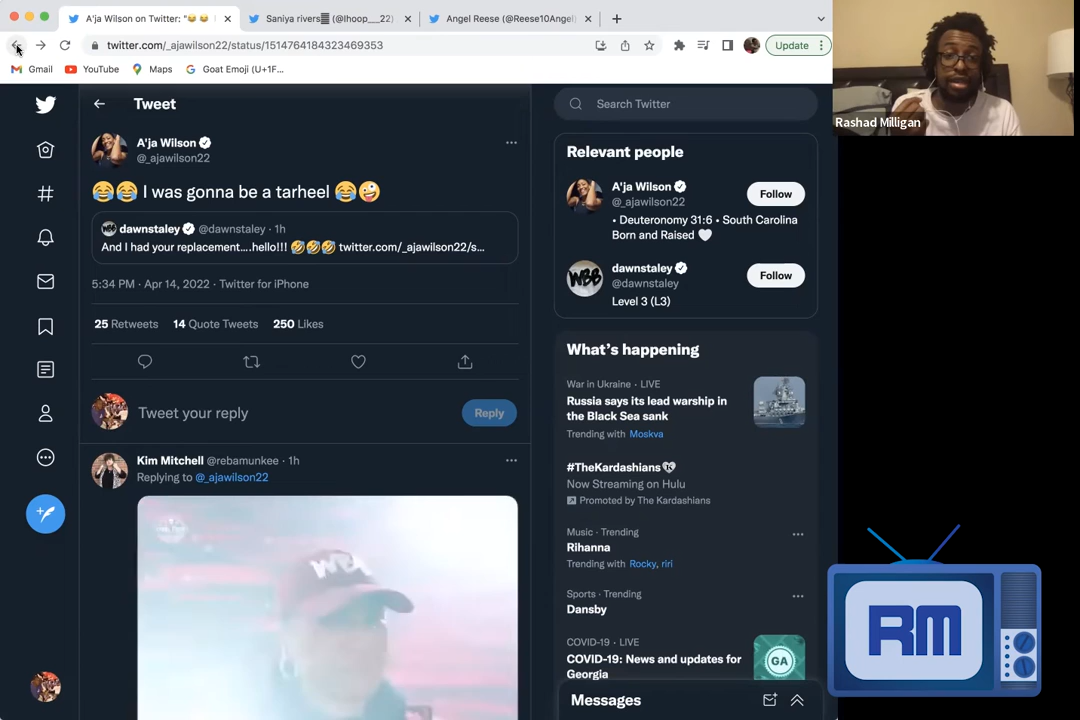 A'ja Wilson on Twitter: "😂 😂
Saniya rivers (@lhoop___22)
Angel Reese (@Reese10Angel)
twitter.com/_ajawilson22/status/1514764184323469353
Update
Gmail
YouTube
Maps
Goat Emoji (U+1F...
Rashad Milligan
Tweet
A'ja Wilson
@_ajawilson22
😂😂 I was gonna be a tarheel 😂🤪
dawnstaley @dawnstaley · 1h
And I had your replacement....hello!!! 🤣🤣🤣 twitter.com/_ajawilson22/s...
5:34 PM · Apr 14, 2022 · Twitter for iPhone
25 Retweets 14 Quote Tweets 250 Likes
Tweet your reply
Reply
Kim Mitchell @rebamunkee · 1h
Replying to @_ajawilson22
WBB
Search Twitter
Relevant people
A'ja Wilson
@_ajawilson22
Follow
• Deuteronomy 31:6 • South Carolina
Born and Raised 🤍
WBB
dawnstaley
@dawnstaley
Follow
Level 3 (L3)
What's happening
War in Ukraine · LIVE
Russia says its lead warship in
the Black Sea sank
Trending with Moskva
#TheKardashians
Now Streaming on Hulu
Promoted by The Kardashians
Music · Trending
Rihanna
Trending with Rocky, riri
Sports · Trending
Dansby
COVID-19 · LIVE
COVID-19: News and updates for
Georgia
GA
Messages
RM